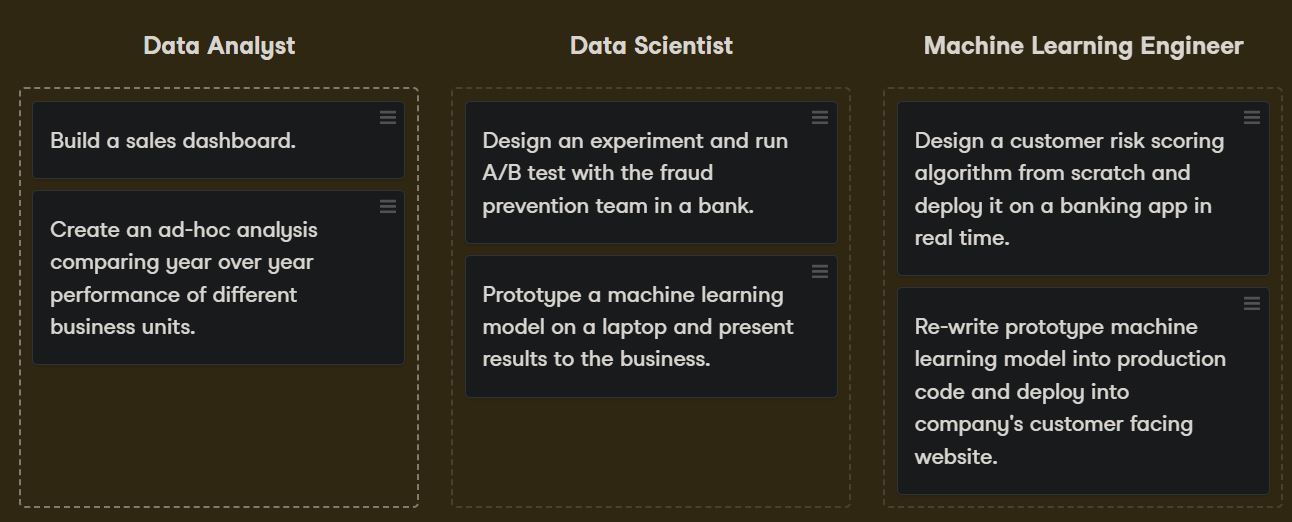 Data Analyst
Build a sales dashboard.
Create an ad-hoc analysis
comparing year over year
performance of different
business units.
Data Scientist
Design an experiment and run
A/B test with the fraud
prevention team in a bank.
Prototype a machine learning
model on a laptop and present
results to the business.
Machine Learning Engineer
Design a customer risk scoring
algorithm from scratch and
deploy it on a banking app in
real time.
Re-write prototype machine
learning model into production
code and deploy into
company's customer facing
website.